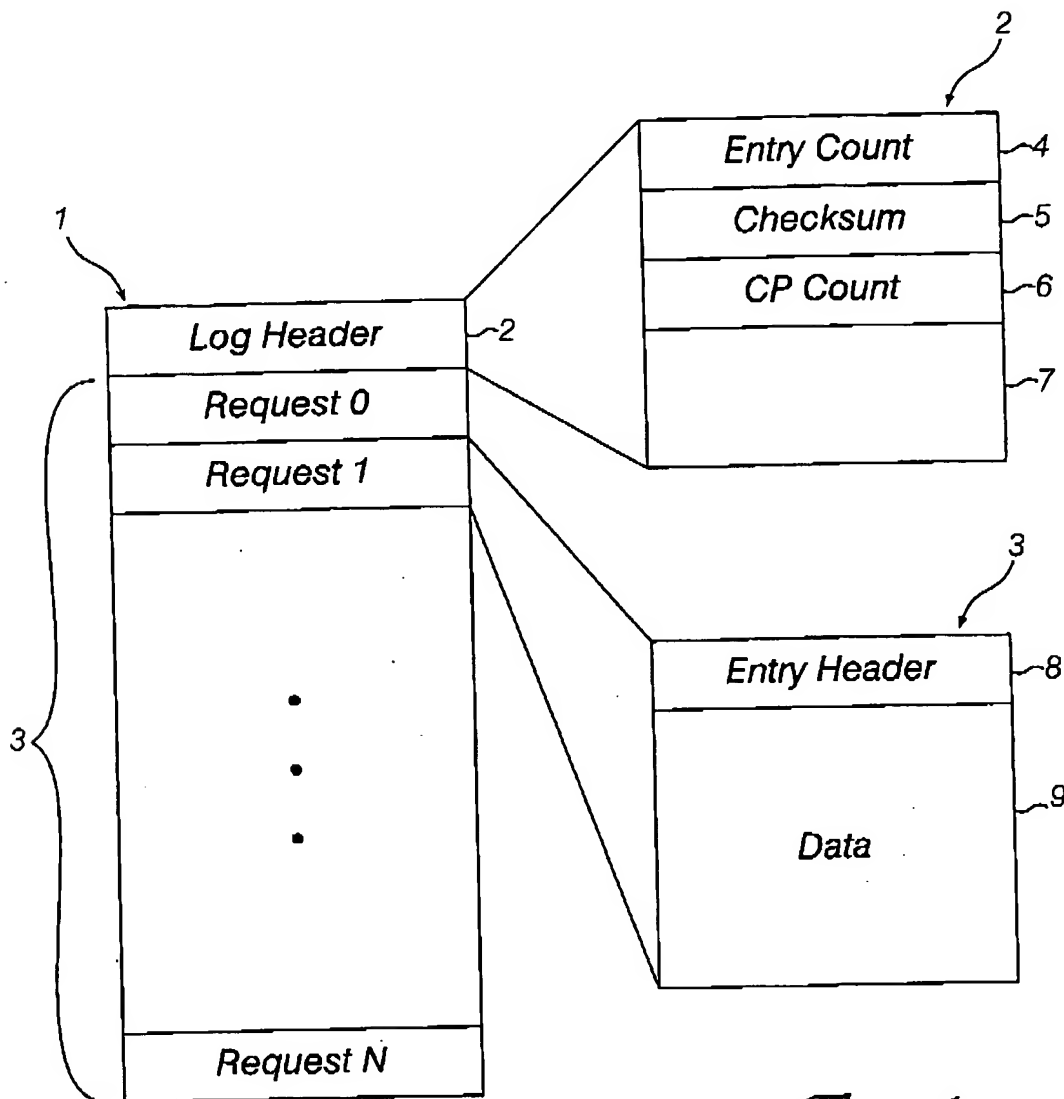 2
Entry Count
4
Checksum
5
1
CP Count
6
Log Header
2
7
Request 0
Request 1
3
Entry Header
8
3
9
Data
Request N